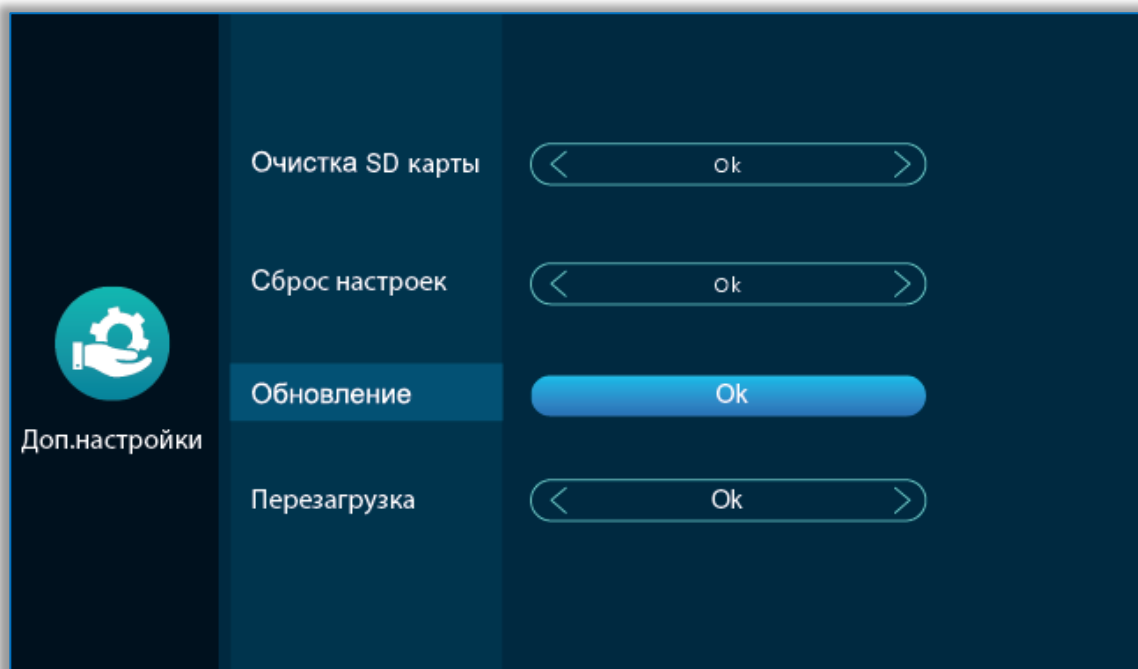 Очистка SD карты
Ok
Сброс настроек
Ok
Обновление
Ok
Доп.настройки
Перезагрузка
Ok